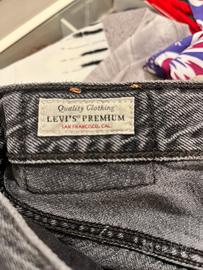 Quality Clothing
LEVI'S® PREMIUM
SAN FRANCISCO, CAL.